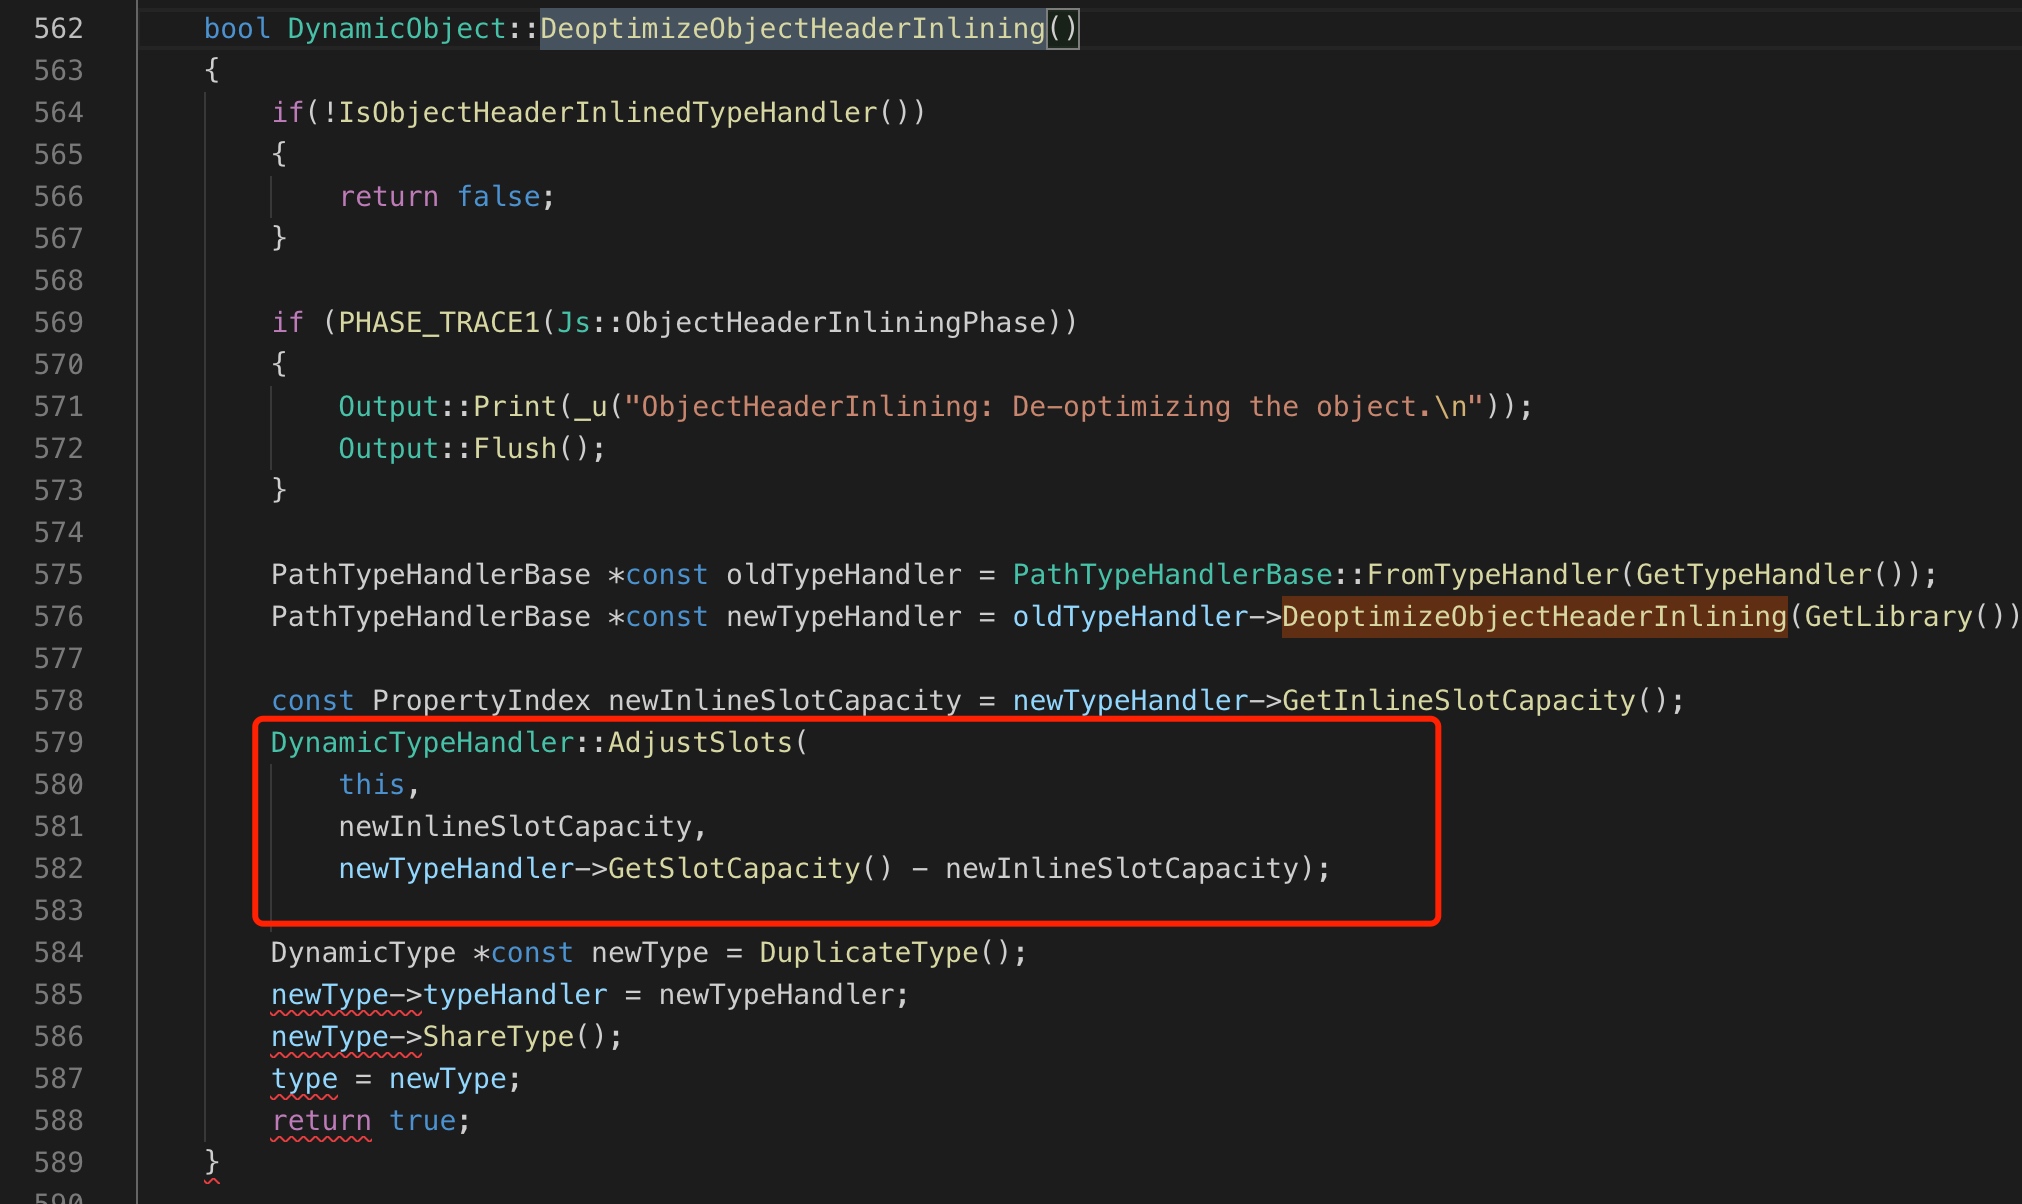 562 bool DynamicObject::DeoptimizeObjectHeaderInlining()
563 {
564 if(!IsObjectHeaderInlinedTypeHandler())
565 {
566 return false;
567 }
568
569 if (PHASE_TRACE1(Js::ObjectHeaderInliningPhase))
570 {
571 Output::Print(_u("ObjectHeaderInlining: De-optimizing the object.\n"));
572 Output::Flush();
573 }
574
575 PathTypeHandlerBase *const oldTypeHandler = PathTypeHandlerBase::FromTypeHandler(GetTypeHandler());
576 PathTypeHandlerBase *const newTypeHandler = oldTypeHandler->DeoptimizeObjectHeaderInlining(GetLibrary())
577
578 const PropertyIndex newInlineSlotCapacity = newTypeHandler->GetInlineSlotCapacity();
579 DynamicTypeHandler::AdjustSlots(
580 this,
581 newInlineSlotCapacity,
582 newTypeHandler->GetSlotCapacity() - newInlineSlotCapacity);
583
584 DynamicType *const newType = DuplicateType();
585 newType->typeHandler = newTypeHandler;
586 newType->ShareType();
587 type = newType;
588 return true;
589 }
590